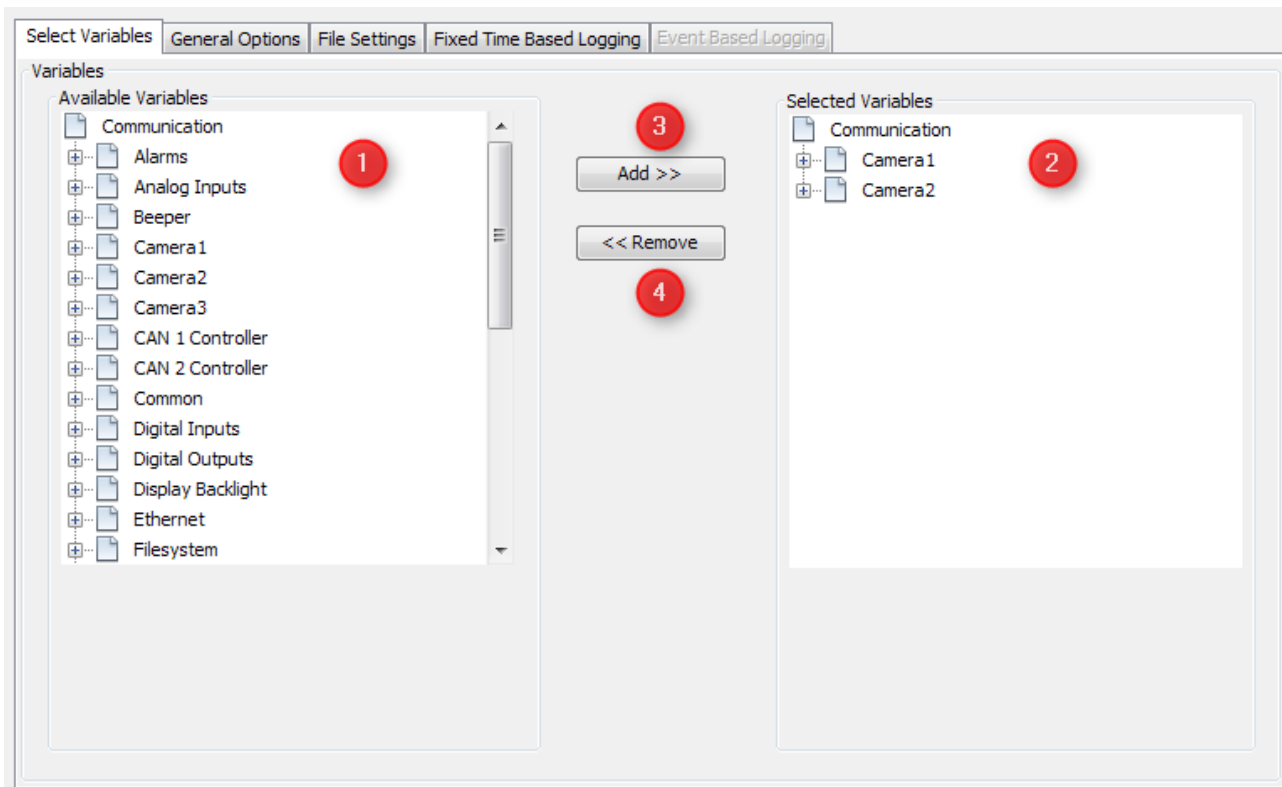 Select Variables General Options File Settings Fixed Time Based Logging Event Based Logging
Variables
Available Variables
Communication
Alarms
Analog Inputs
Beeper
Camera1
Camera2
Camera3
CAN 1 Controller
CAN 2 Controller
Common
Digital Inputs
Digital Outputs
Display Backlight
Ethernet
Filesystem
1
3
Add >>
<< Remove
4
Selected Variables
Communication
Camera1
Camera2
2